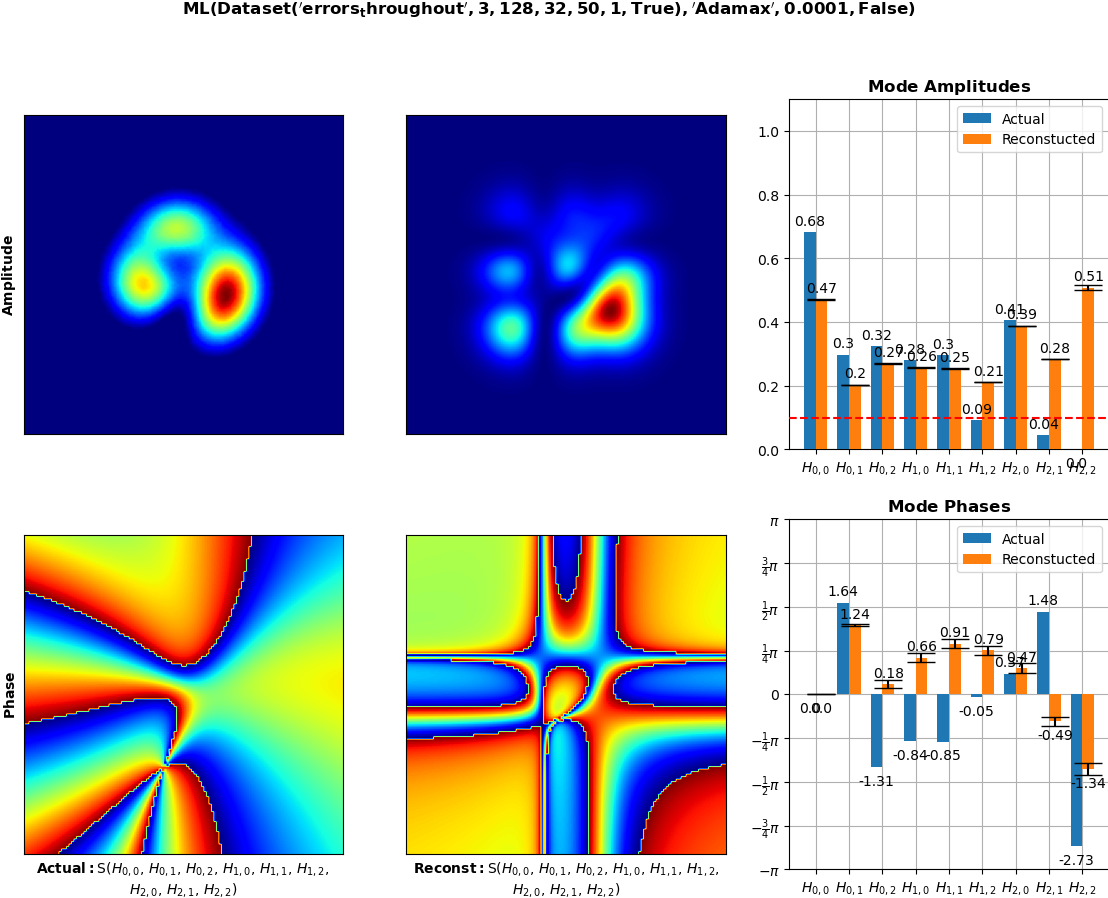 ML(Dataset('errors_throughout', 3, 128, 32, 50, 1, True), 'Adamax', 0.0001, False)
Mode Amplitudes
Amplitude
Actual
Reconstucted
1.0
0.8
0.6
0.4
0.2
0.0
0.68
0.47
0.3
0.2
0.32
0.27
0.28
0.26
0.3
0.25
0.09
0.21
0.41
0.39
0.04
0.28
0.0
0.51
H0,0 H0,1 H0,2 H1,0 H1,1 H1,2 H2,0 H2,1 H2,2
Mode Phases
Phase
Actual
Reconstucted
π
3/4π
1/2π
1/4π
0
−1/4π
−1/2π
−3/4π
−π
0.0
0.0
1.64
1.24
-1.31
0.18
-0.84
0.66
-0.85
0.91
-0.05
0.79
0.37
0.47
1.48
-0.49
-2.73
-1.34
H0,0 H0,1 H0,2 H1,0 H1,1 H1,2 H2,0 H2,1 H2,2
Actual: S(H0,0, H0,1, H0,2, H1,0, H1,1, H1,2,
H2,0, H2,1, H2,2)
Reconst: S(H0,0, H0,1, H0,2, H1,0, H1,1, H1,2,
H2,0, H2,1, H2,2)